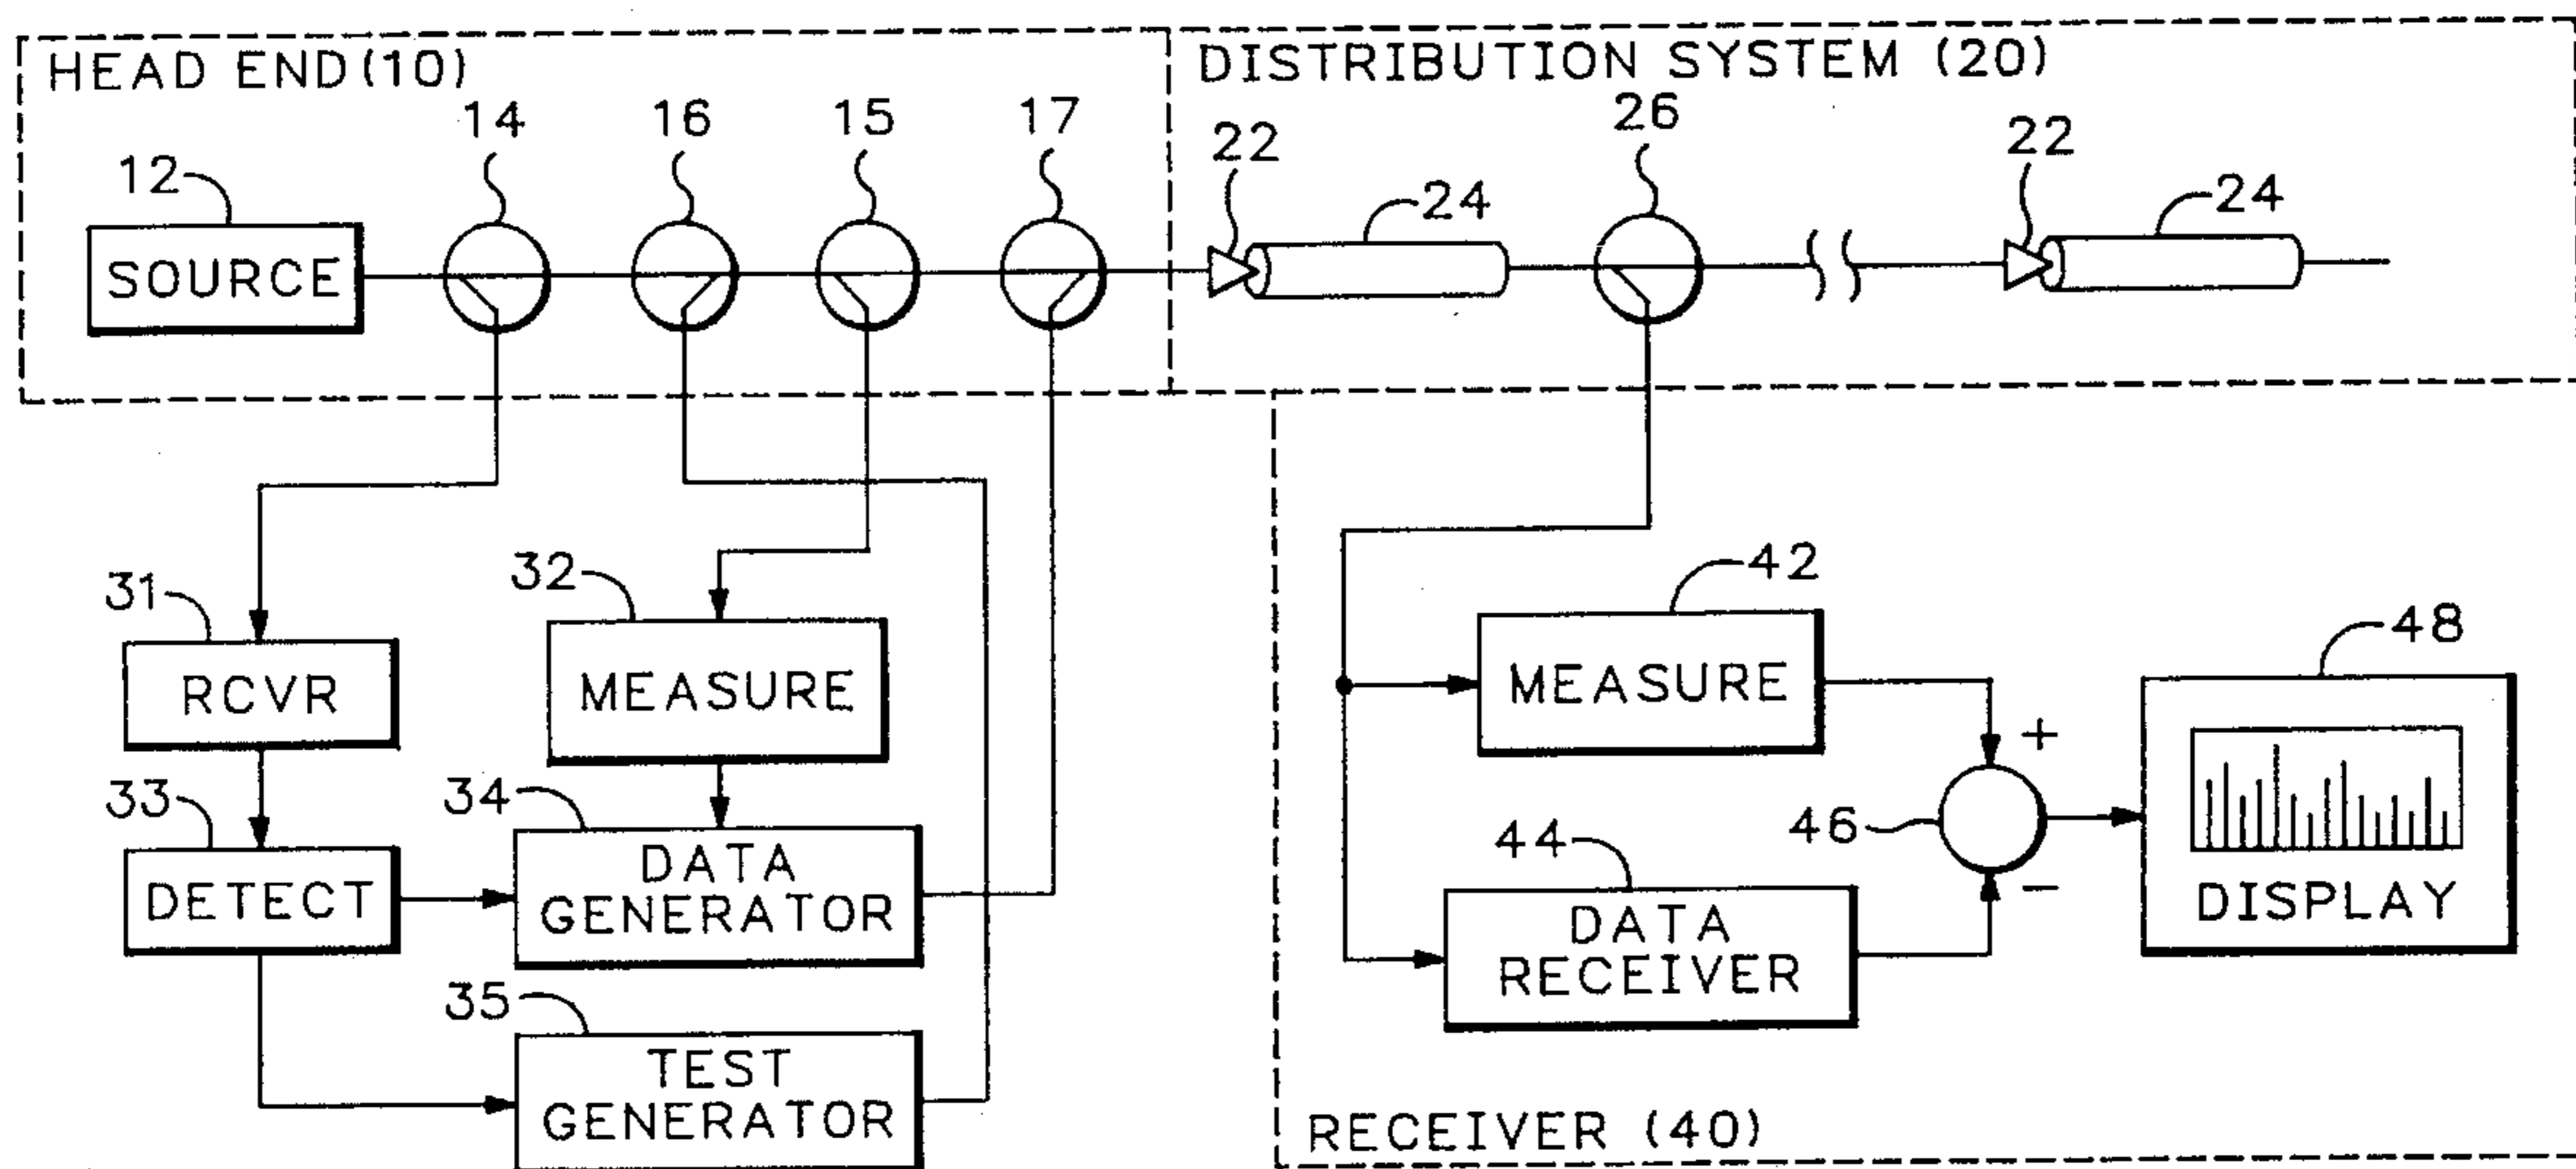 HEAD END(10)
DISTRIBUTION SYSTEM (20)
12
14
16
15
17
22
24
26
22
24
SOURCE
31
32
42
48
RCVR
MEASURE
MEASURE
+
33
34
44
46
DETECT
DATA
GENERATOR
DATA
RECEIVER
−
DISPLAY
35
TEST
GENERATOR
RECEIVER (40)